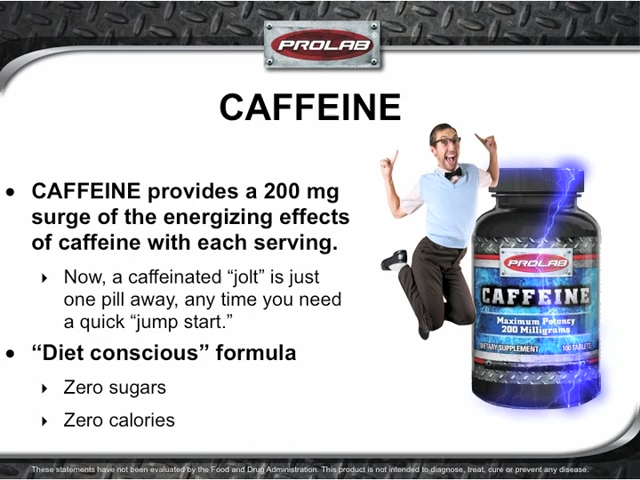 PROLAB
CAFFEINE
• CAFFEINE provides a 200 mg
surge of the energizing effects
of caffeine with each serving.
Now, a caffeinated “jolt” is just
one pill away, any time you need
a quick “jump start.”
• “Diet conscious” formula
Zero sugars
Zero calories
PROLAB
CAFFEINE
Maximum Potency
200 Milligrams
DIETARY SUPPLEMENT 100 TABLETS
These statements have not been evaluated by the Food and Drug Administration. This product is not intended to diagnose, treat, cure or prevent any disease.